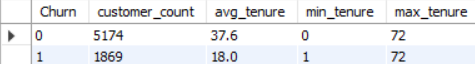 Churn customer_count avg_tenure min_tenure max_tenure
0 5174 37.6 0 72
1 1869 18.0 1 72